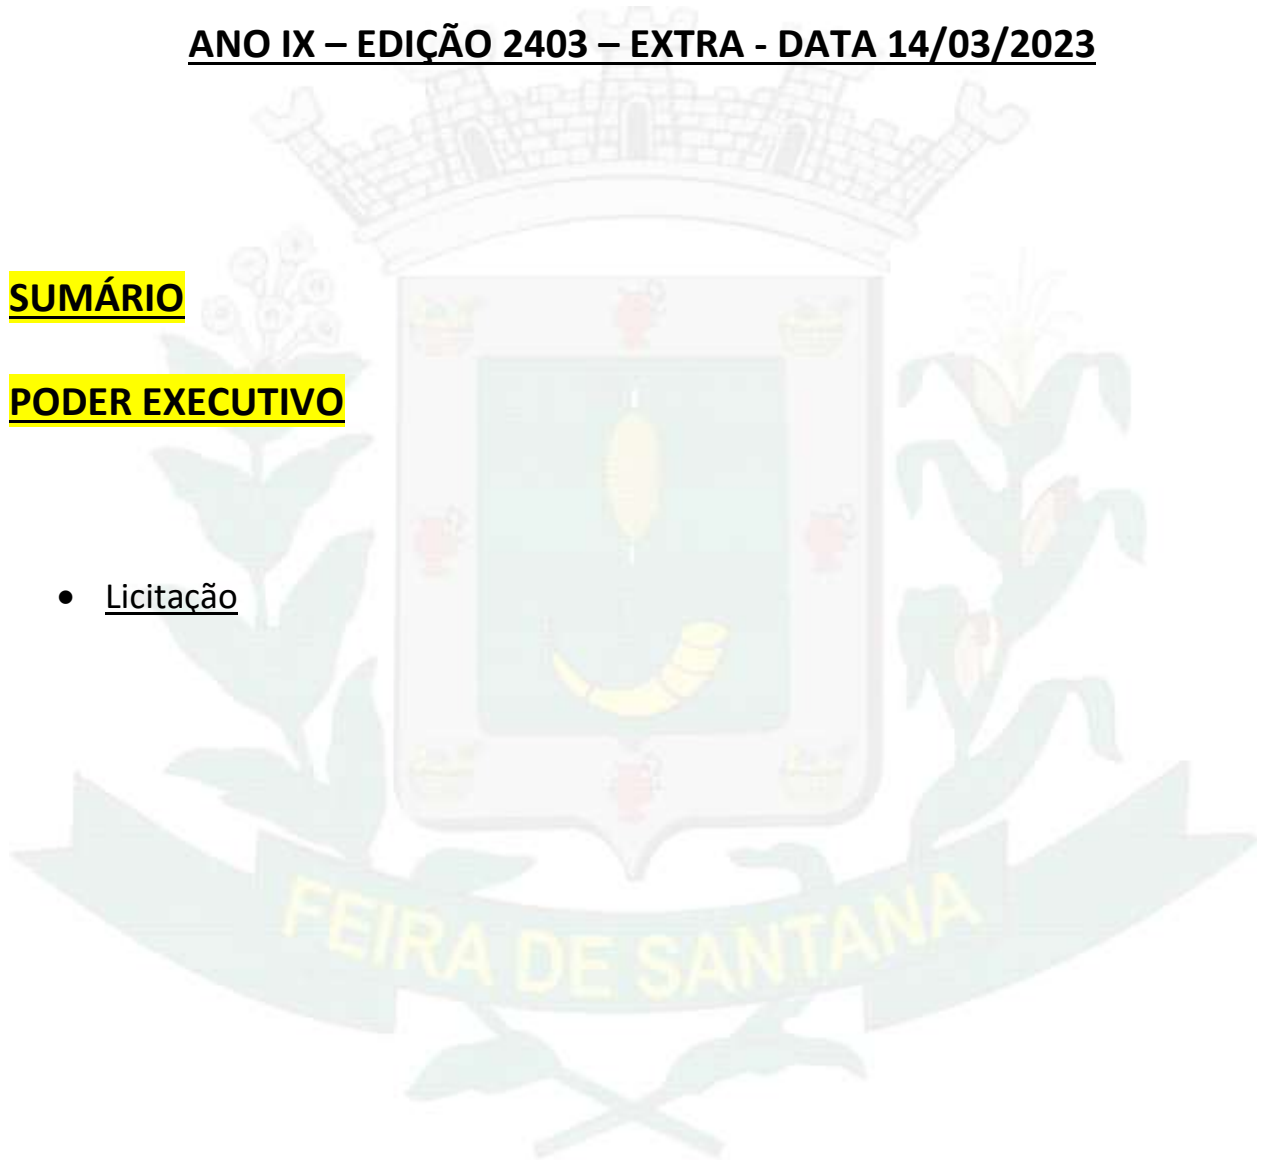 ANO IX – EDIÇÃO 2403 – EXTRA - DATA 14/03/2023
SUMÁRIO
PODER EXECUTIVO
• Licitação
FEIRA DE SANTANA